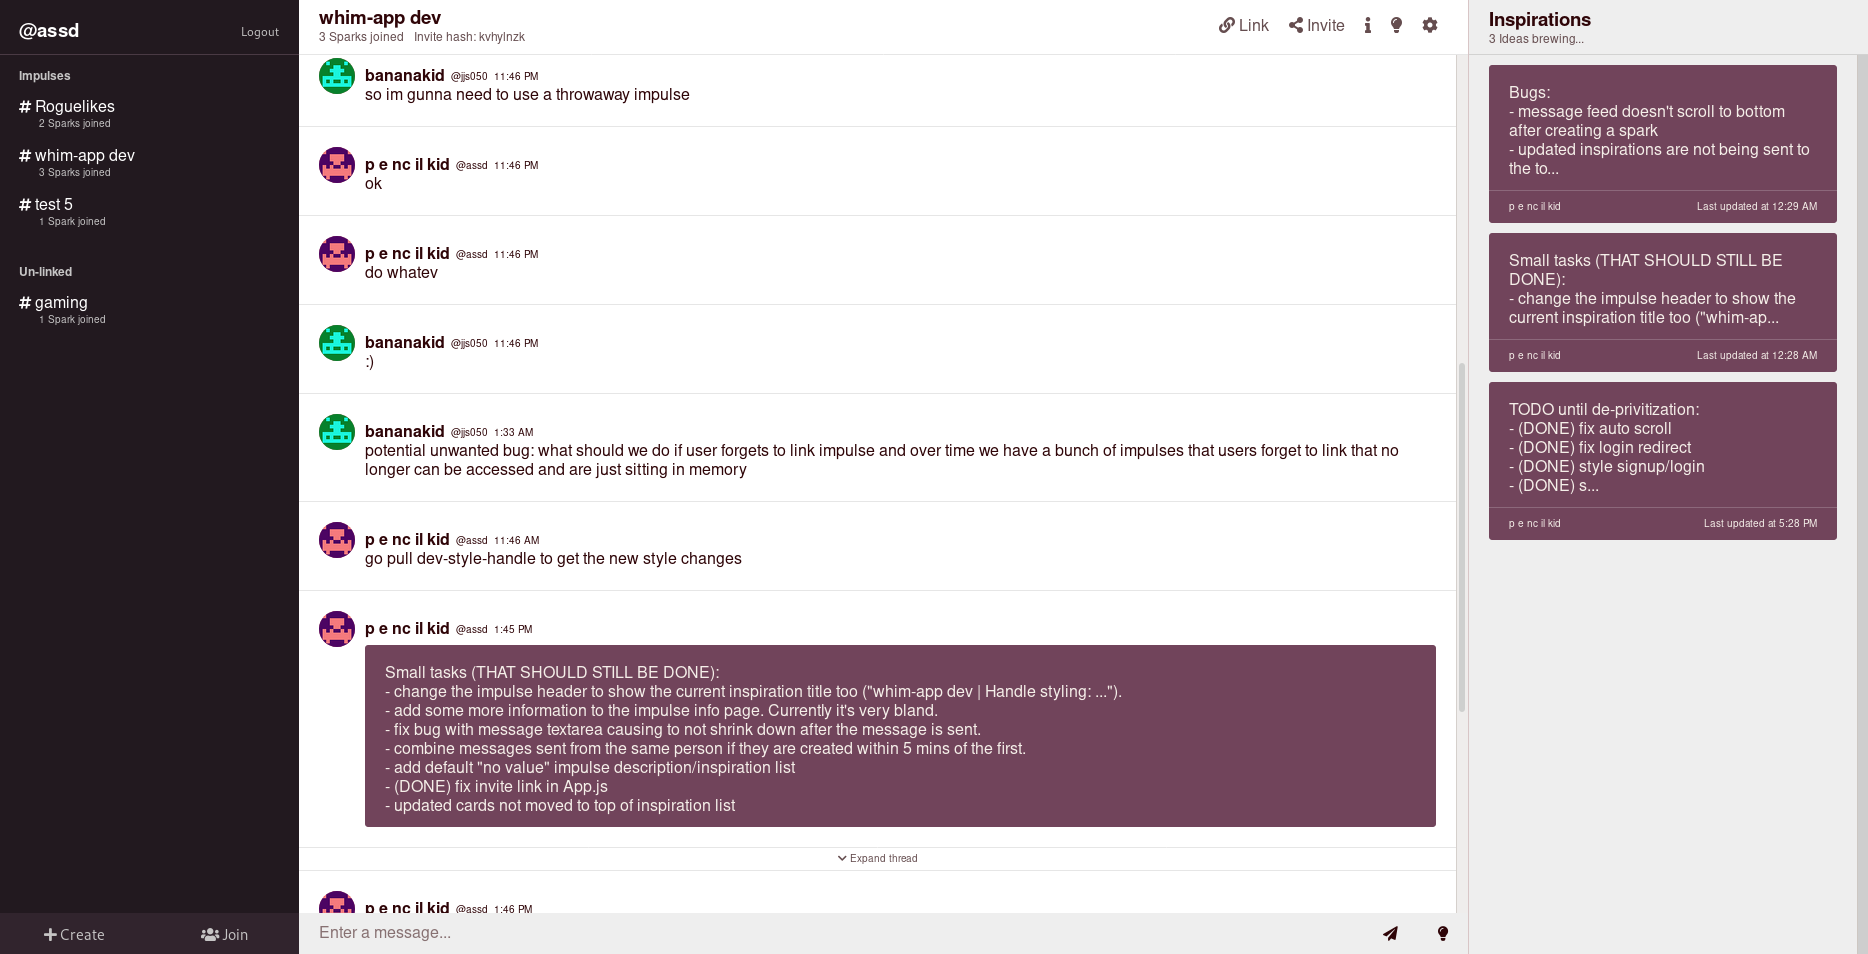 @assd
Logout
Impulses
# Roguelikes
2 Sparks joined
# whim-app dev
3 Sparks joined
# test 5
1 Spark joined
Un-linked
# gaming
1 Spark joined
Create
Join
whim-app dev
3 Sparks joined Invite hash: kvhylnzk
Link
Invite
bananakid @jjs050 11:46 PM
so im gunna need to use a throwaway impulse
p e nc il kid @assd 11:46 PM
ok
p e nc il kid @assd 11:46 PM
do whatev
bananakid @jjs050 11:46 PM
:)
bananakid @jjs050 1:33 AM
potential unwanted bug: what should we do if user forgets to link impulse and over time we have a bunch of impulses that users forget to link that no
longer can be accessed and are just sitting in memory
p e nc il kid @assd 11:46 AM
go pull dev-style-handle to get the new style changes
p e nc il kid @assd 1:45 PM
Small tasks (THAT SHOULD STILL BE DONE):
- change the impulse header to show the current inspiration title too ("whim-app dev | Handle styling: ...").
- add some more information to the impulse info page. Currently it's very bland.
- fix bug with message textarea causing to not shrink down after the message is sent.
- combine messages sent from the same person if they are created within 5 mins of the first.
- add default "no value" impulse description/inspiration list
- (DONE) fix invite link in App.js
- updated cards not moved to top of inspiration list
Expand thread
p e nc il kid @assd 1:46 PM
Enter a message...
Inspirations
3 Ideas brewing...
Bugs:
- message feed doesn't scroll to bottom
after creating a spark
- updated inspirations are not being sent to
the to...
p e nc il kid Last updated at 12:29 AM
Small tasks (THAT SHOULD STILL BE
DONE):
- change the impulse header to show the
current inspiration title too ("whim-ap...
p e nc il kid Last updated at 12:28 AM
TODO until de-privitization:
- (DONE) fix auto scroll
- (DONE) fix login redirect
- (DONE) style signup/login
- (DONE) s...
p e nc il kid Last updated at 5:28 PM